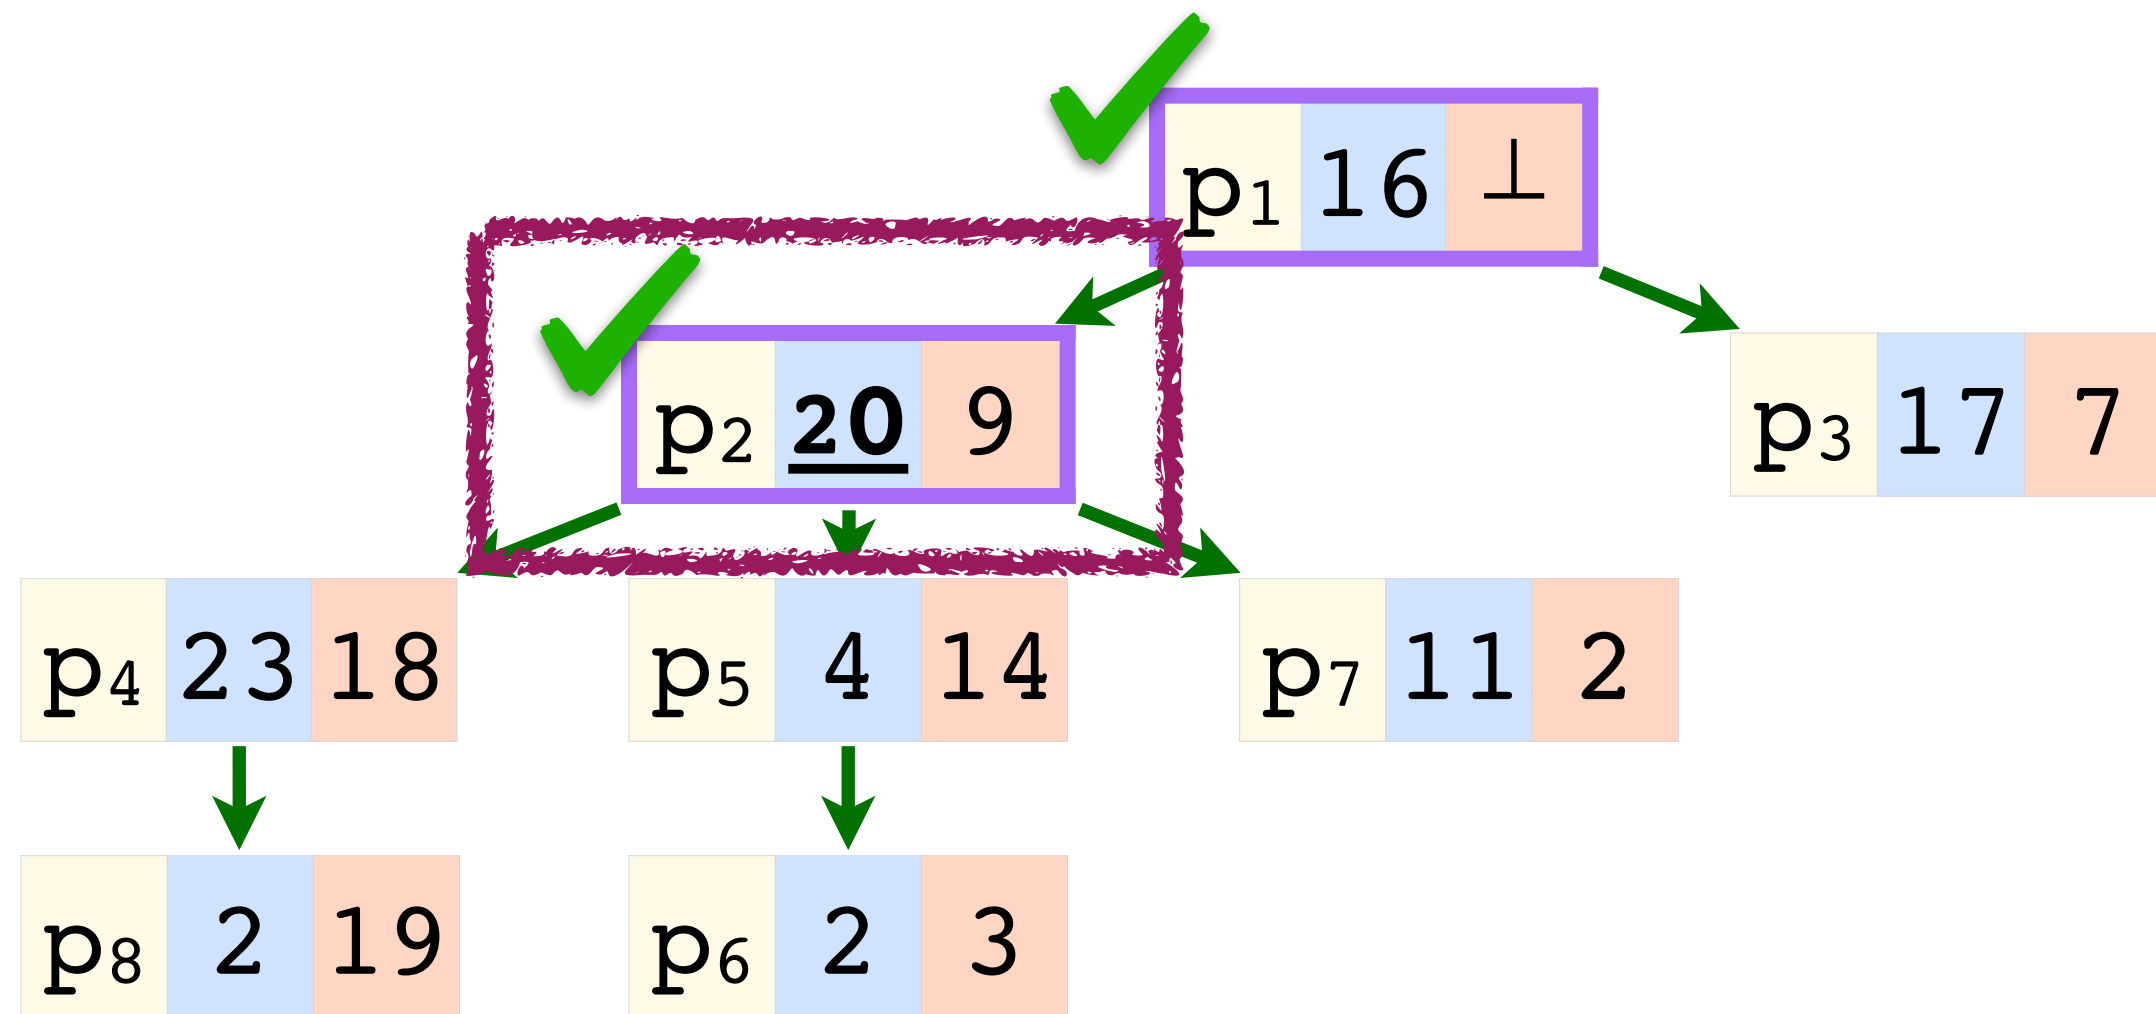 p₁ 16 ⊥
p₂ 20 9
p₃ 17 7
p₄ 23 18
p₅ 4 14
p₇ 11 2
p₈ 2 19
p₆ 2 3